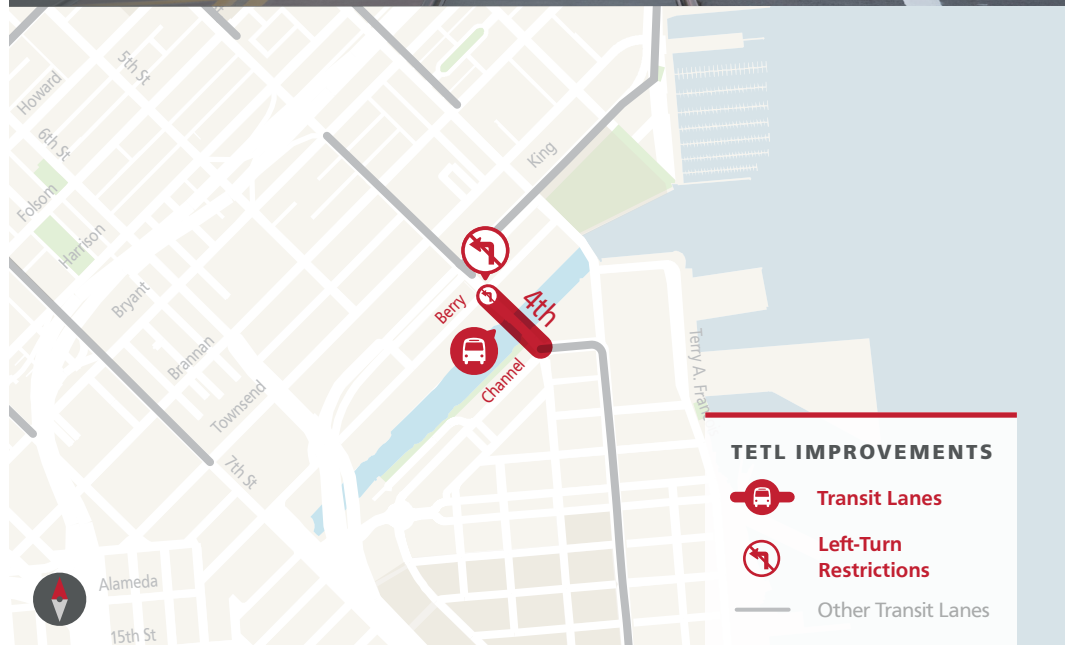 5th St
Howard
6th St
Folsom
Harrison
Bryant
Brannan
Townsend
7th St
King
Berry
4th
Channel
Terry A. Fran
Alameda
15th St
TETL IMPROVEMENTS
Transit Lanes
Left-Turn
Restrictions
Other Transit Lanes